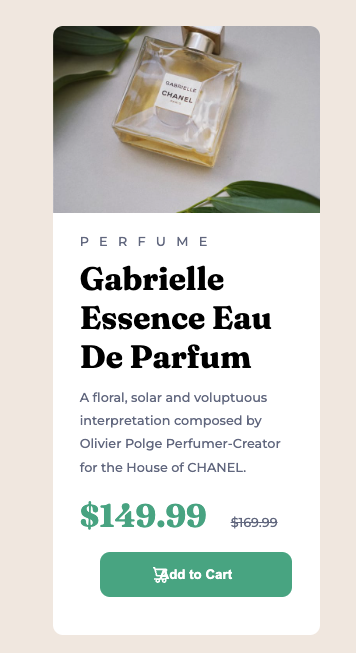 GABRIELLE
CHANEL
PARIS
PERFUME
Gabrielle
Essence Eau
De Parfum
A floral, solar and voluptuous
interpretation composed by
Olivier Polge Perfumer-Creator
for the House of CHANEL.
$149.99 $169.99
Add to Cart